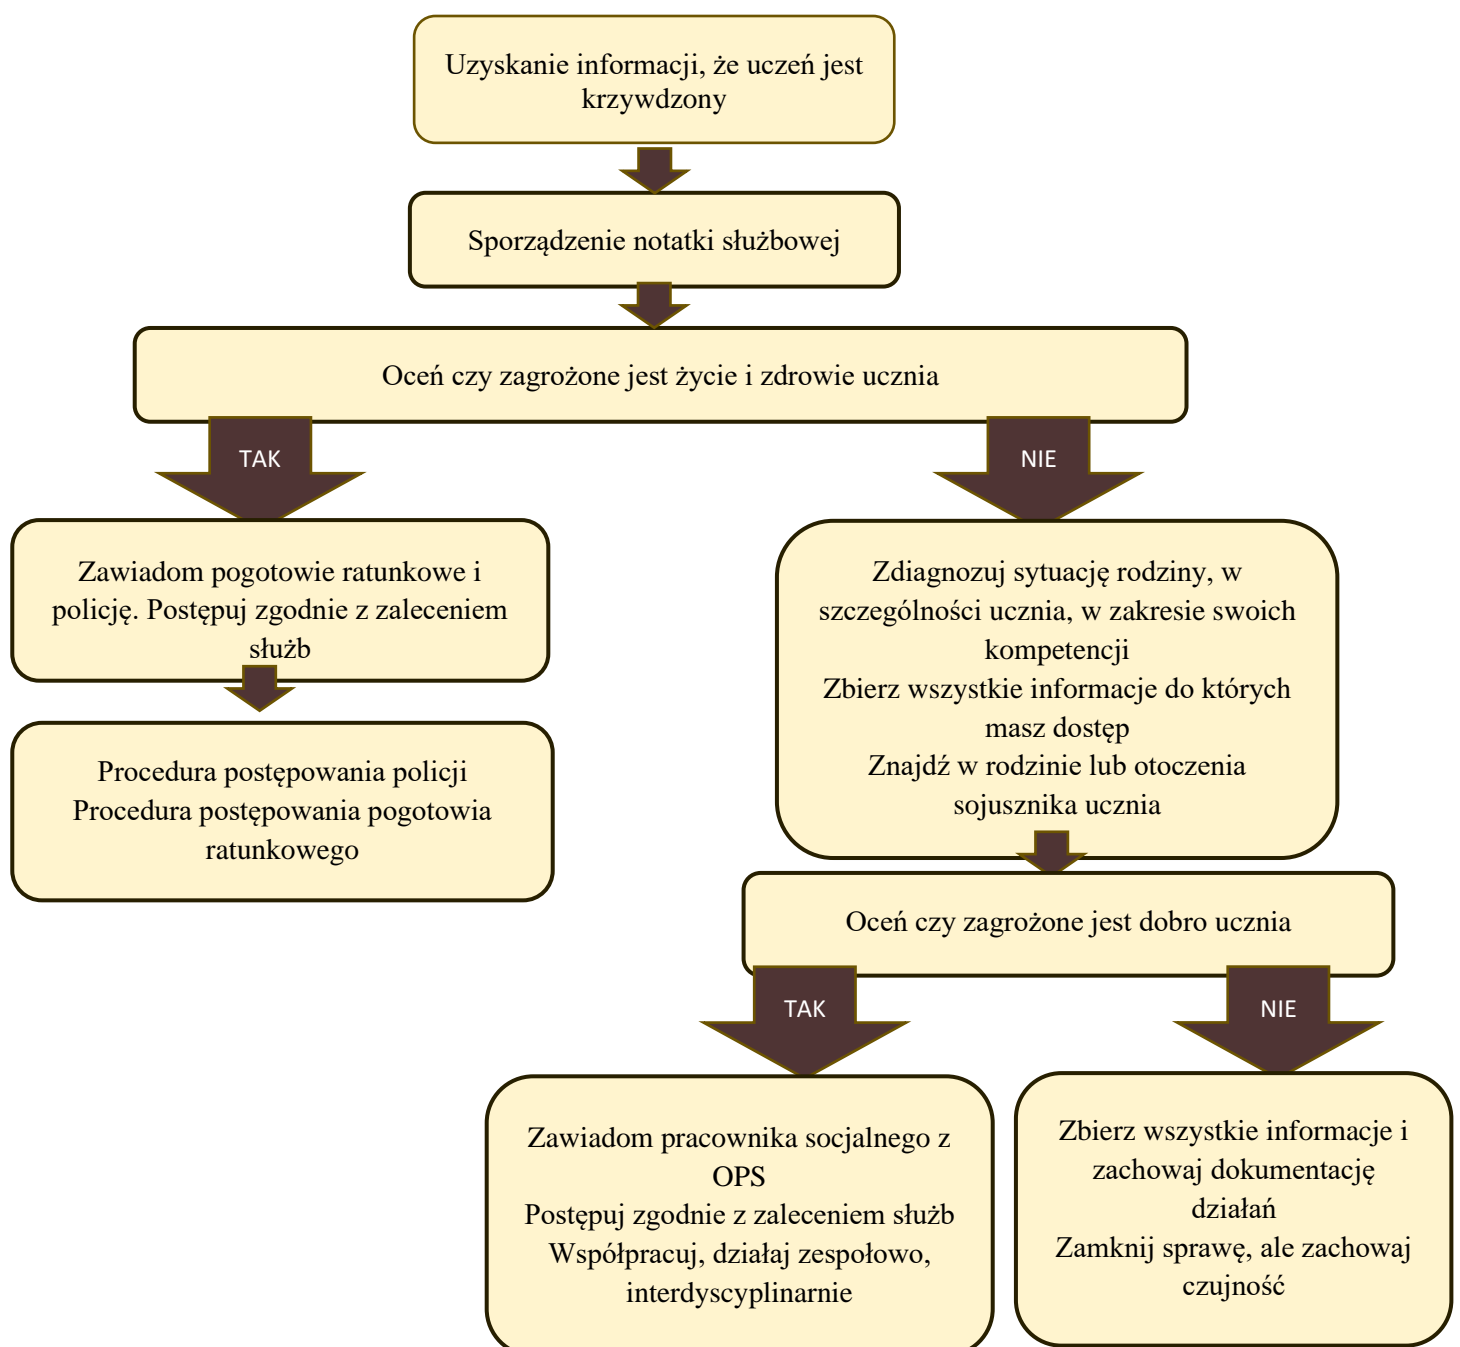 Uzyskanie informacji, że uczeń jest
krzywdzony
Sporządzenie notatki służbowej
Oceń czy zagrożone jest życie i zdrowie ucznia
TAK
NIE
Zawiadom pogotowie ratunkowe i
policję. Postępuj zgodnie z zaleceniem
służb
Procedura postępowania policji
Procedura postępowania pogotowia
ratunkowego
Zdiagnozuj sytuację rodziny, w
szczególności ucznia, w zakresie swoich
kompetencji
Zbierz wszystkie informacje do których
masz dostęp
Znajdź w rodzinie lub otoczenia
sojusznika ucznia
Oceń czy zagrożone jest dobro ucznia
TAK
NIE
Zawiadom pracownika socjalnego z
OPS
Postępuj zgodnie z zaleceniem służb
Współpracuj, działaj zespołowo,
interdyscyplinarnie
Zbierz wszystkie informacje i
zachowaj dokumentację
działań
Zamknij sprawę, ale zachowaj
czujność